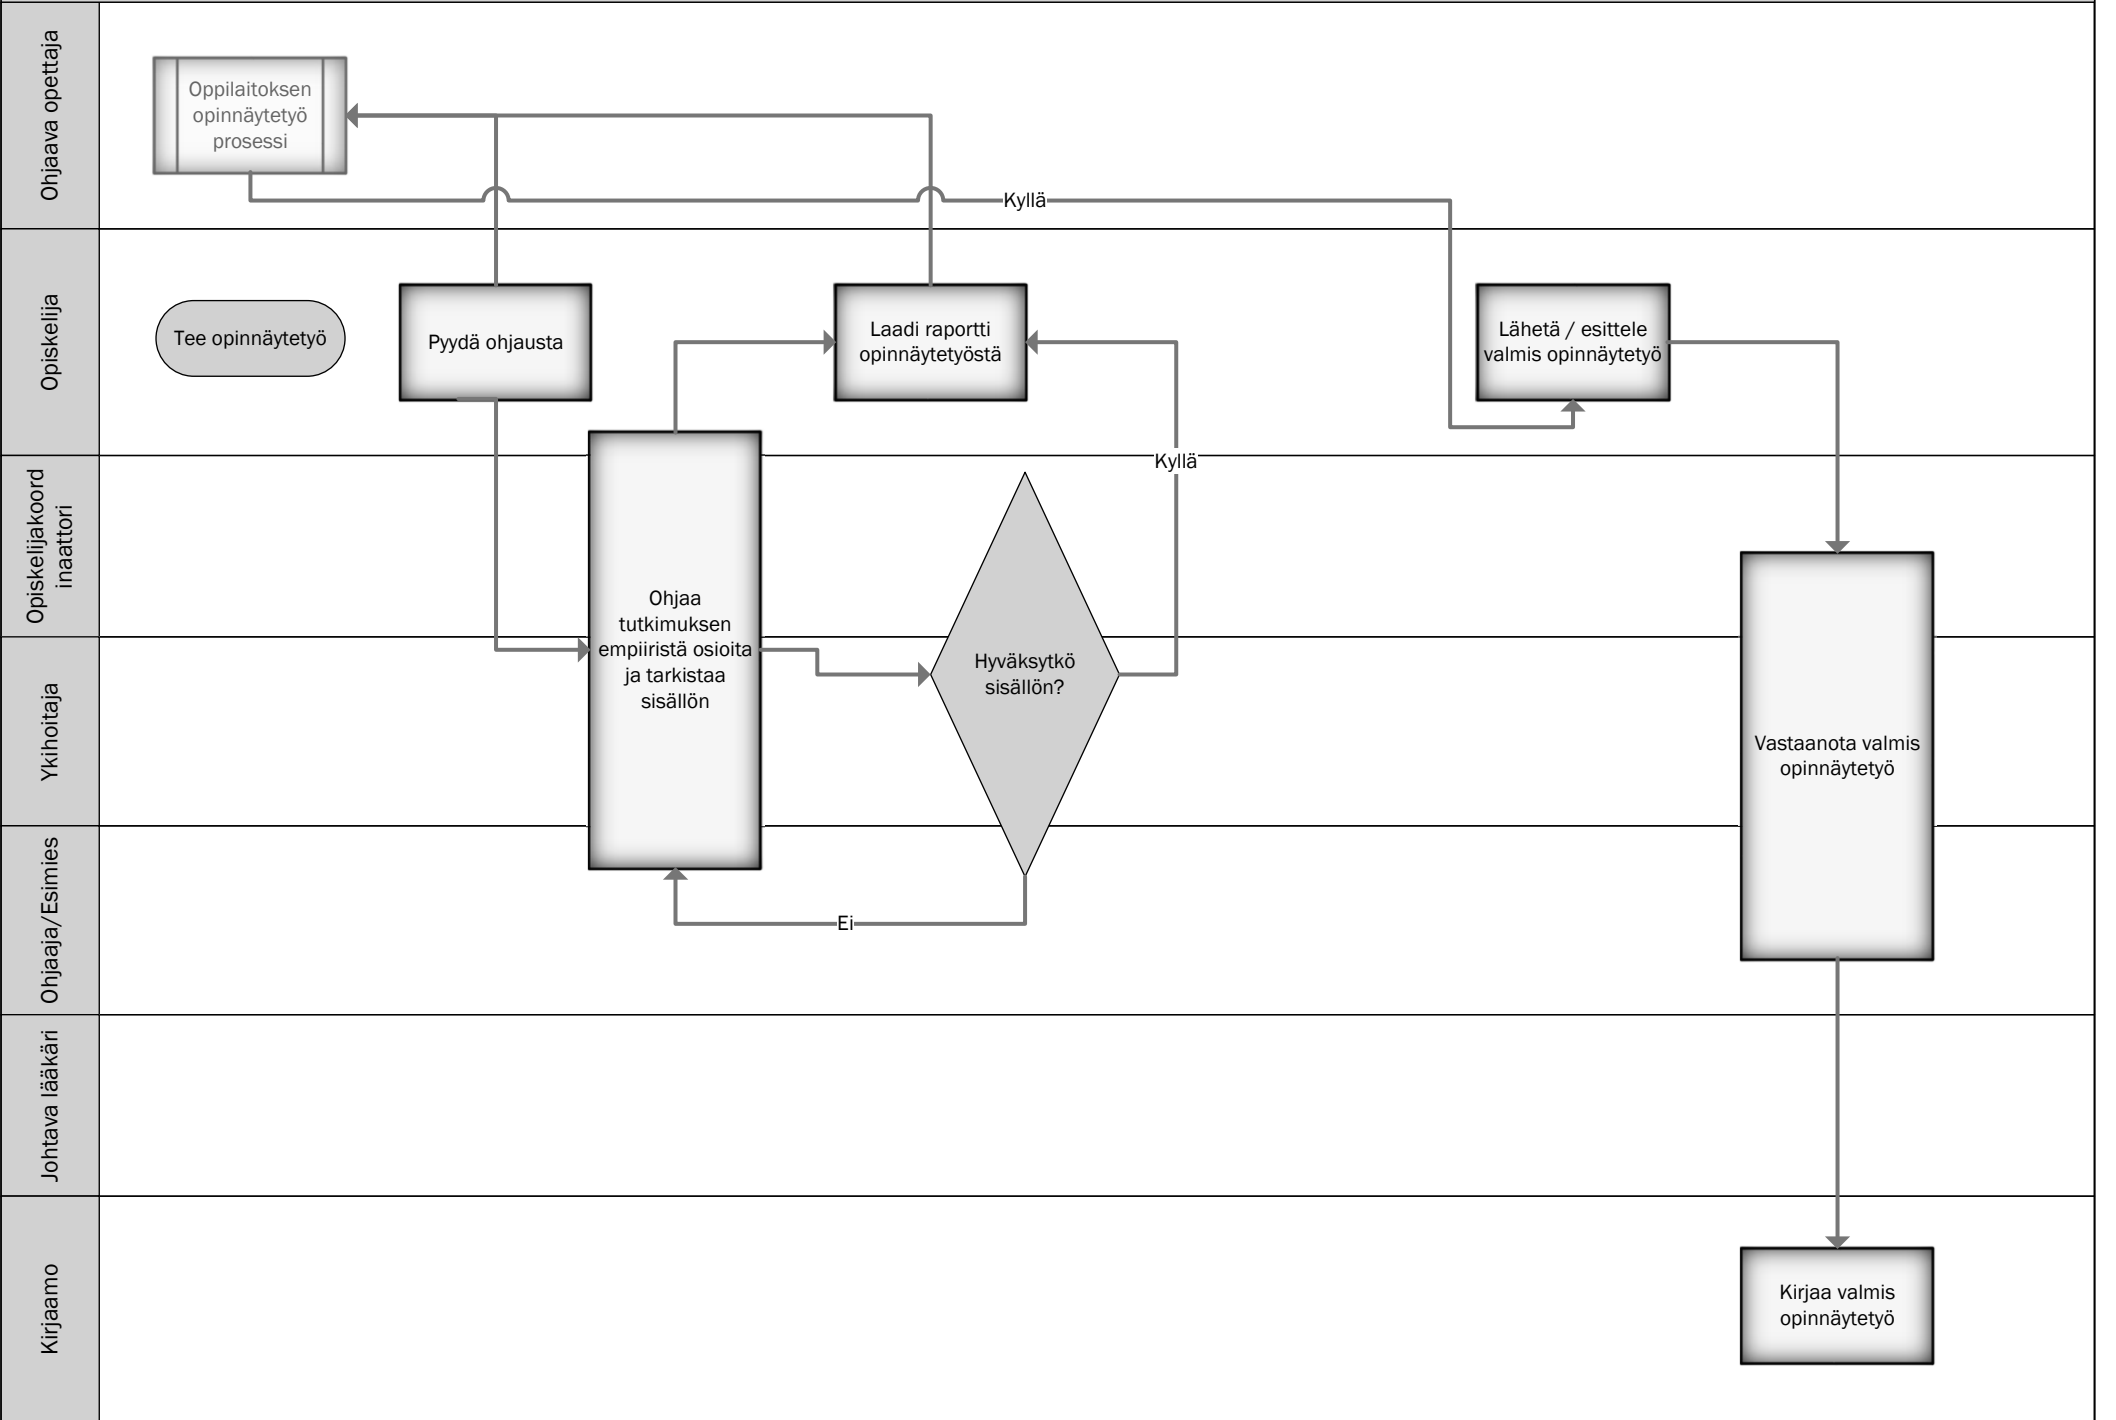 Ohjaava opettaja
Oppilaitoksen
opinnäytetyö
prosessi
Kyllä
Opiskelija
Tee opinnäytetyö
Pyydä ohjausta
Laadi raportti
opinnäytetyöstä
Lähetä / esittele
valmis opinnäytetyö
Kyllä
Opiskelijakoord
inaattori
Ohjaa
tutkimuksen
empiiristä osioita
ja tarkistaa
sisällön
Hyväksytkö
sisällön?
Ykihoitaja
Vastaanota valmis
opinnäytetyö
Ohjaaja/Esimies
Ei
Johtava lääkäri
Kirjaamo
Kirjaa valmis
opinnäytetyö